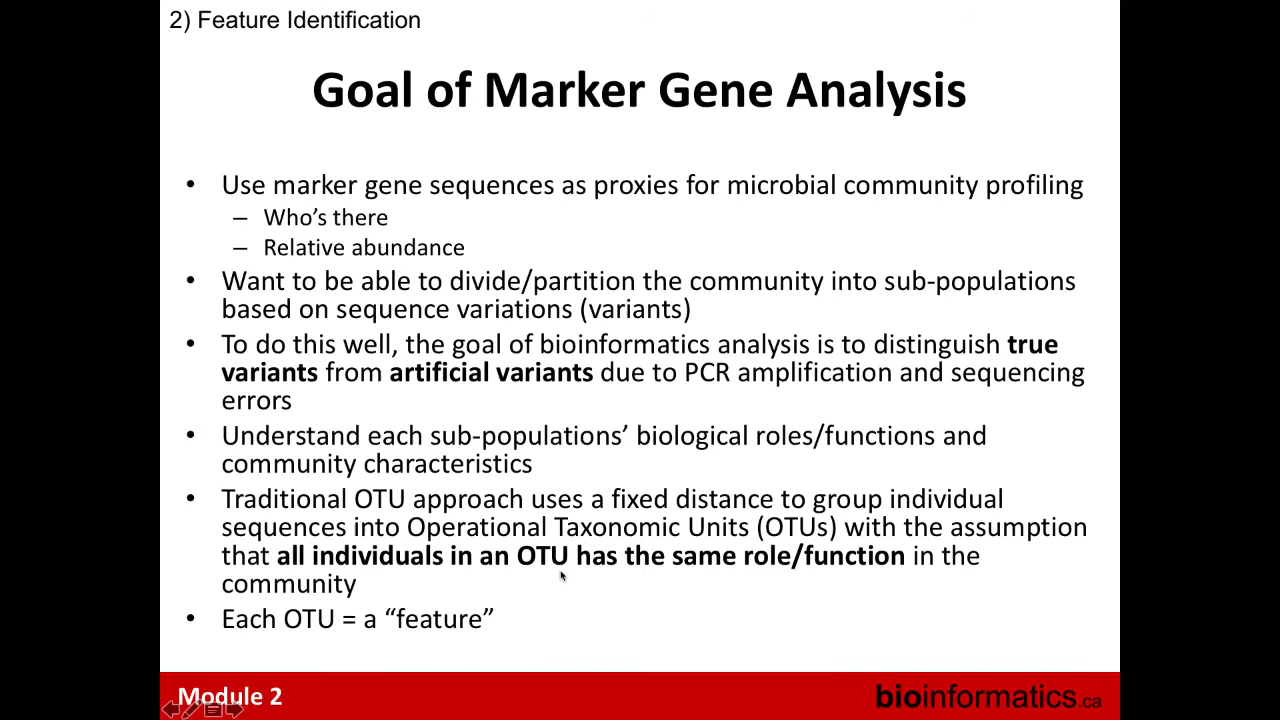 2) Feature Identification
Goal of Marker Gene Analysis
• Use marker gene sequences as proxies for microbial community profiling
– Who’s there
– Relative abundance
• Want to be able to divide/partition the community into sub-populations
based on sequence variations (variants)
• To do this well, the goal of bioinformatics analysis is to distinguish true
variants from artificial variants due to PCR amplification and sequencing
errors
• Understand each sub-populations’ biological roles/functions and
community characteristics
• Traditional OTU approach uses a fixed distance to group individual
sequences into Operational Taxonomic Units (OTUs) with the assumption
that all individuals in an OTU has the same role/function in the
community
• Each OTU = a “feature”
Module 2
bioinformatics.ca